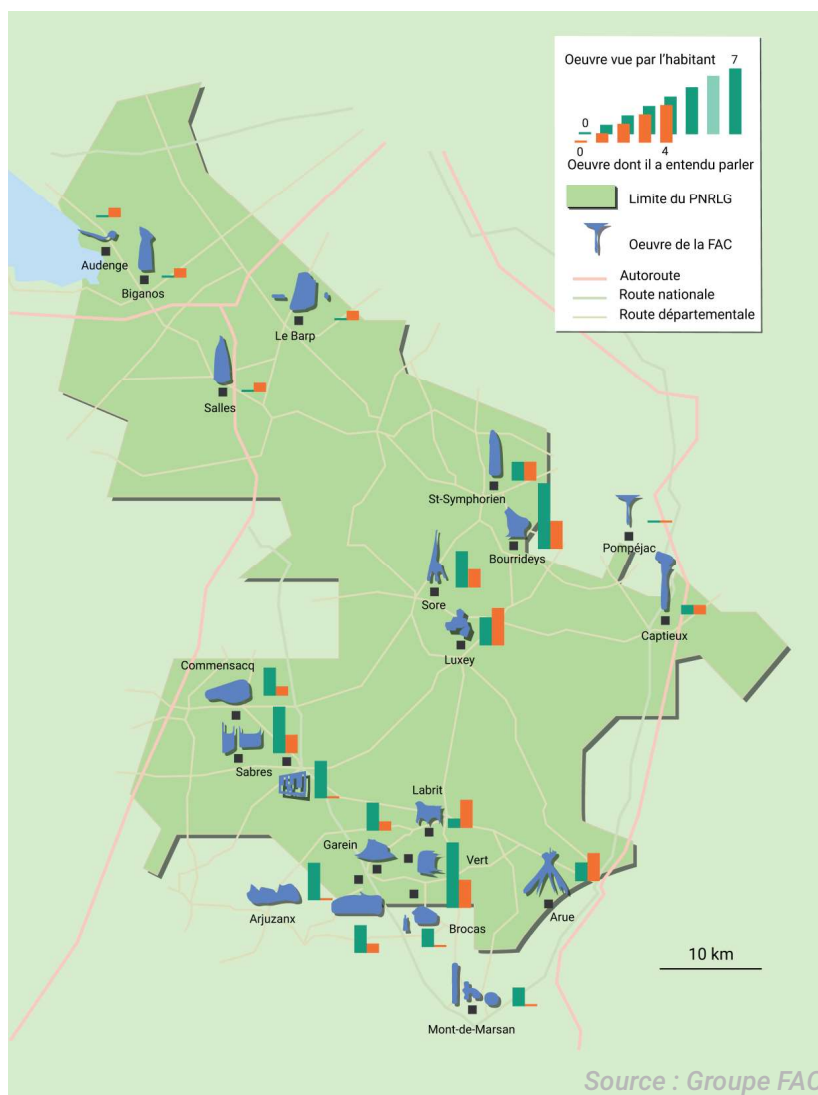 Oeuvre vue par l'habitant
7
0
0
4
Oeuvre dont il a entendu parler
Limite du PNRLG
Oeuvre de la FAC
Autoroute
Route nationale
Route départementale
Audenge
Biganos
Le Barp
Salles
St-Symphorien
Bourrideys
Pompéjac
Sore
Captieux
Luxey
Commensacq
Sabres
Labrit
Garein
Vert
Arjuzanx
Brocas
Arue
10 km
Mont-de-Marsan
Source : Groupe FAC